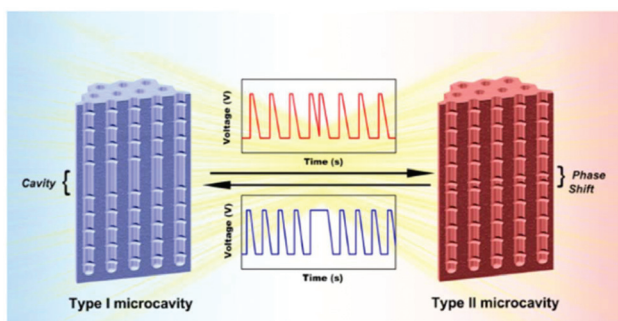 Voltage (V)
Time (s)
Cavity
Phase
Shift
Voltage (V)
Time (s)
Type I microcavity
Type II microcavity